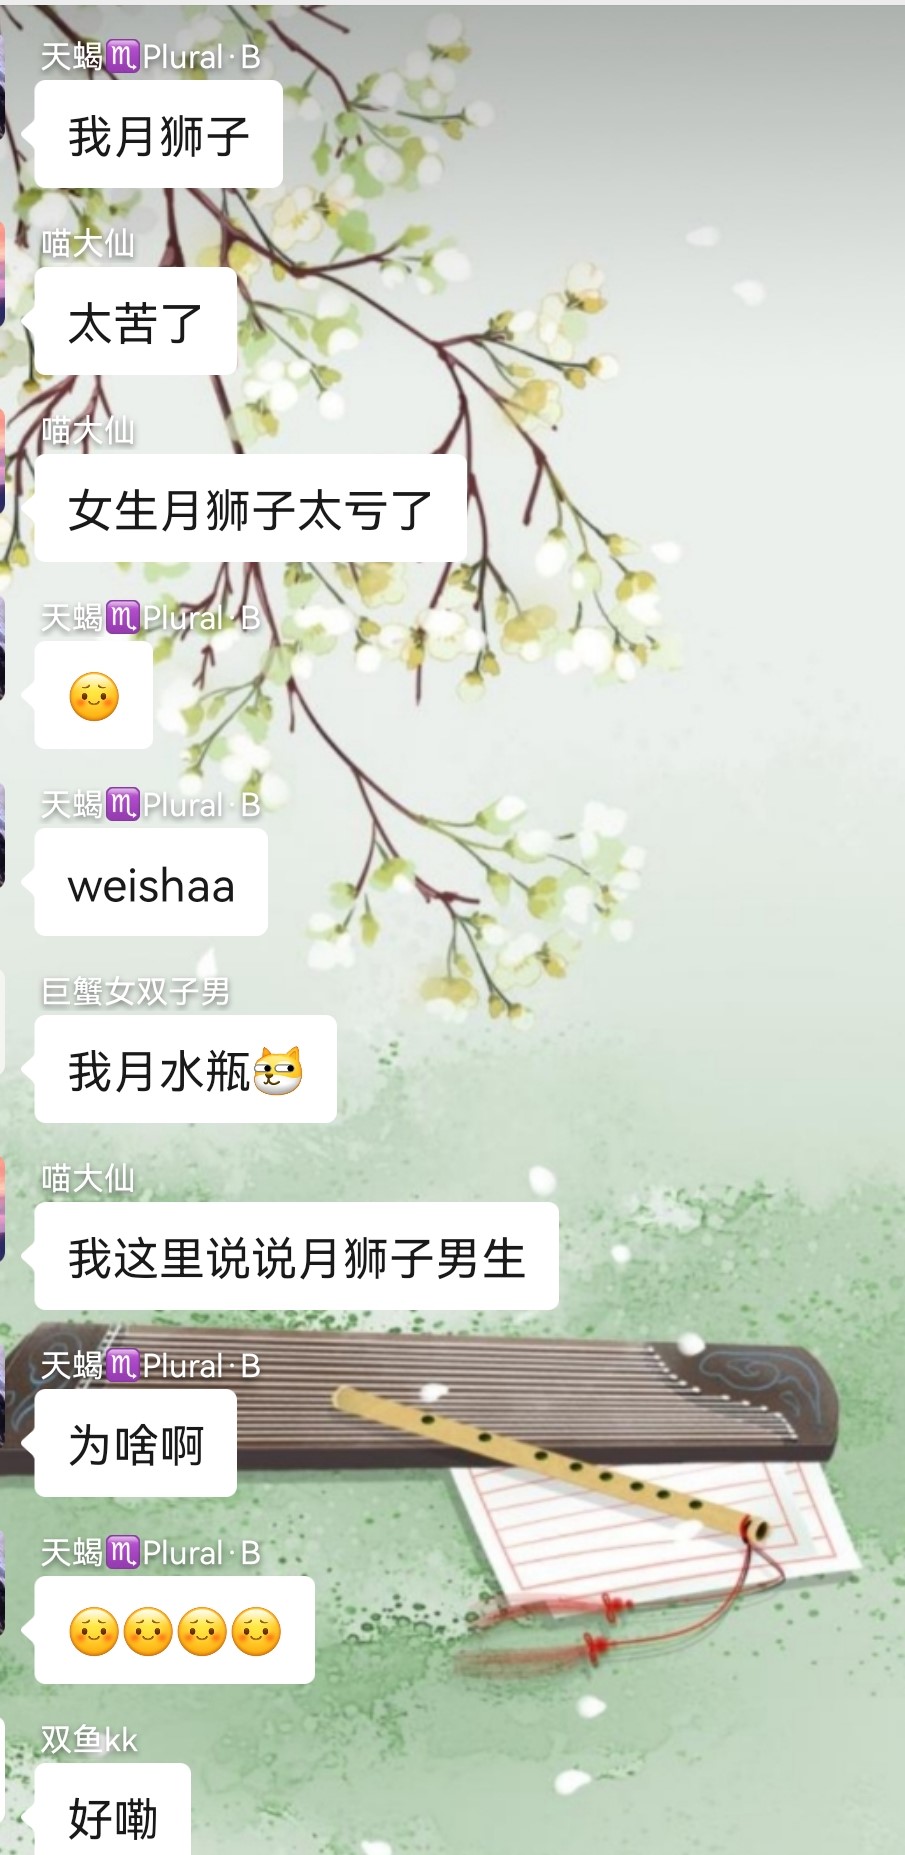 天蝎♏Plural·B
我月狮子
喵大仙
太苦了
喵大仙
女生月狮子太亏了
天蝎♏Plural·B
😌
天蝎♏Plural·B
weishaa
巨蟹女双子男
我月水瓶
喵大仙
我这里说说月狮子男生
天蝎♏Plural·B
为啥啊
天蝎♏Plural·B
😌😌😌😌
双鱼kk
好嘞